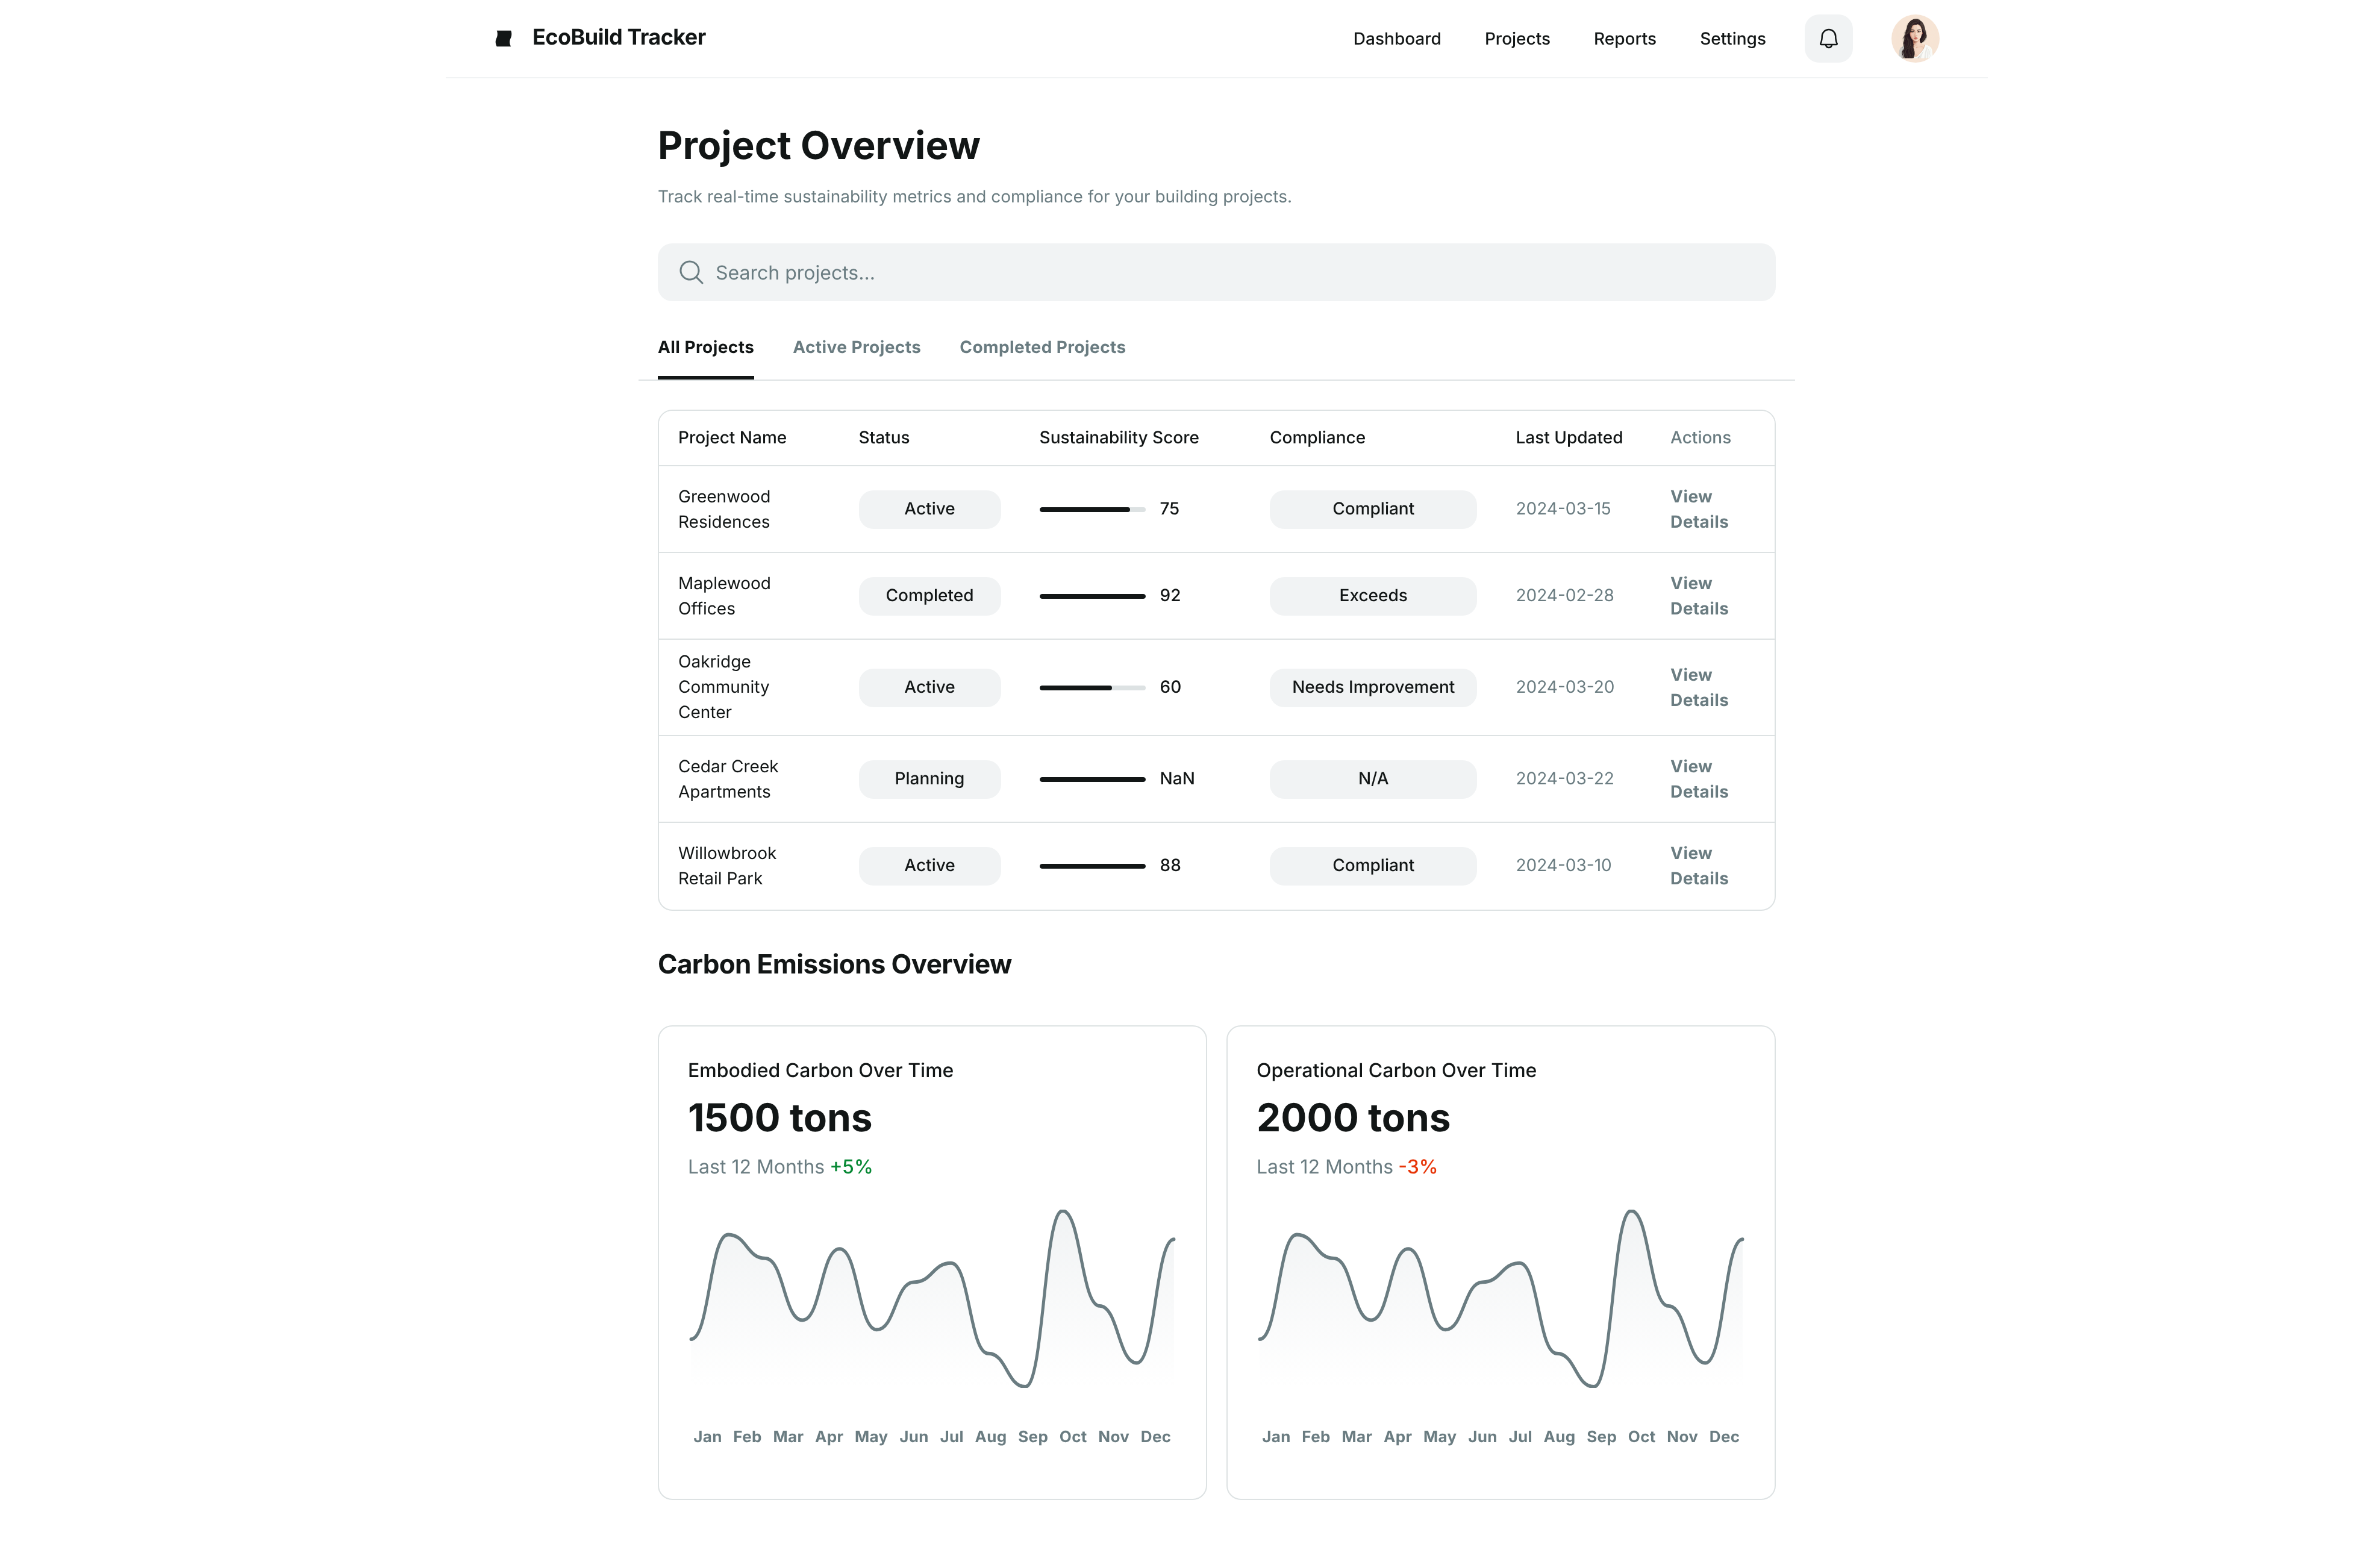 EcoBuild Tracker
Dashboard Projects Reports Settings
Project Overview
Track real-time sustainability metrics and compliance for your building projects.
Search projects...
All Projects Active Projects Completed Projects
Project Name Status Sustainability Score Compliance Last Updated Actions
Greenwood
Residences
Active 75 Compliant 2024-03-15
View
Details
Maplewood
Offices
Completed 92 Exceeds 2024-02-28
View
Details
Oakridge
Community
Center
Active 60 Needs Improvement 2024-03-20
View
Details
Cedar Creek
Apartments
Planning NaN N/A 2024-03-22
View
Details
Willowbrook
Retail Park
Active 88 Compliant 2024-03-10
View
Details
Carbon Emissions Overview
Embodied Carbon Over Time
1500 tons
Last 12 Months +5%
Jan Feb Mar Apr May Jun Jul Aug Sep Oct Nov Dec
Operational Carbon Over Time
2000 tons
Last 12 Months -3%
Jan Feb Mar Apr May Jun Jul Aug Sep Oct Nov Dec